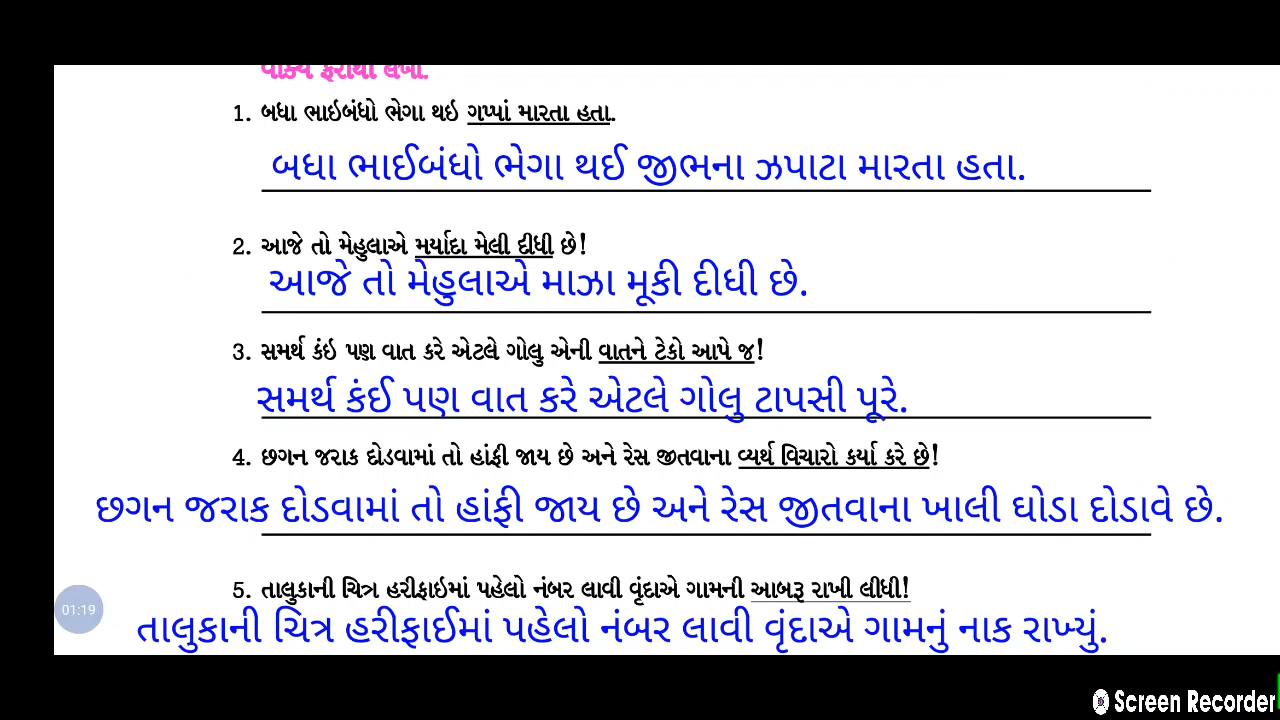 વાક્ય ફરીથી લખો.
1. બધા ભાઇબંધો ભેગા થઇ ગપ્પાં મારતા હતા.
બધા ભાઈબંધો ભેગા થઈ જીભના ઝપાટા મારતા હતા.
2. આજે તો મેહુલાએ મર્યાદા મેલી દીધી છે!
આજે તો મેહુલાએ માઝા મૂકી દીધી છે.
3. સમર્થ કંઇ પણ વાત કરે એટલે ગોલુ એની વાતને ટેકો આપે જ!
સમર્થ કંઈ પણ વાત કરે એટલે ગોલુ ટાપસી પૂરે.
4. છગન જરાક દોડવામાં તો હાંફી જાય છે અને રેસ જીતવાના વ્યર્થ વિચારો કર્યા કરે છે!
છગન જરાક દોડવામાં તો હાંફી જાય છે અને રેસ જીતવાના ખાલી ઘોડા દોડાવે છે.
5. તાલુકાની ચિત્ર હરીફાઇમાં પહેલો નંબર લાવી વૃંદાએ ગામની આબરૂ રાખી લીધી!
01:19
તાલુકાની ચિત્ર હરીફાઈમાં પહેલો નંબર લાવી વૃંદાએ ગામનું નાક રાખ્યું.
Screen Recorder